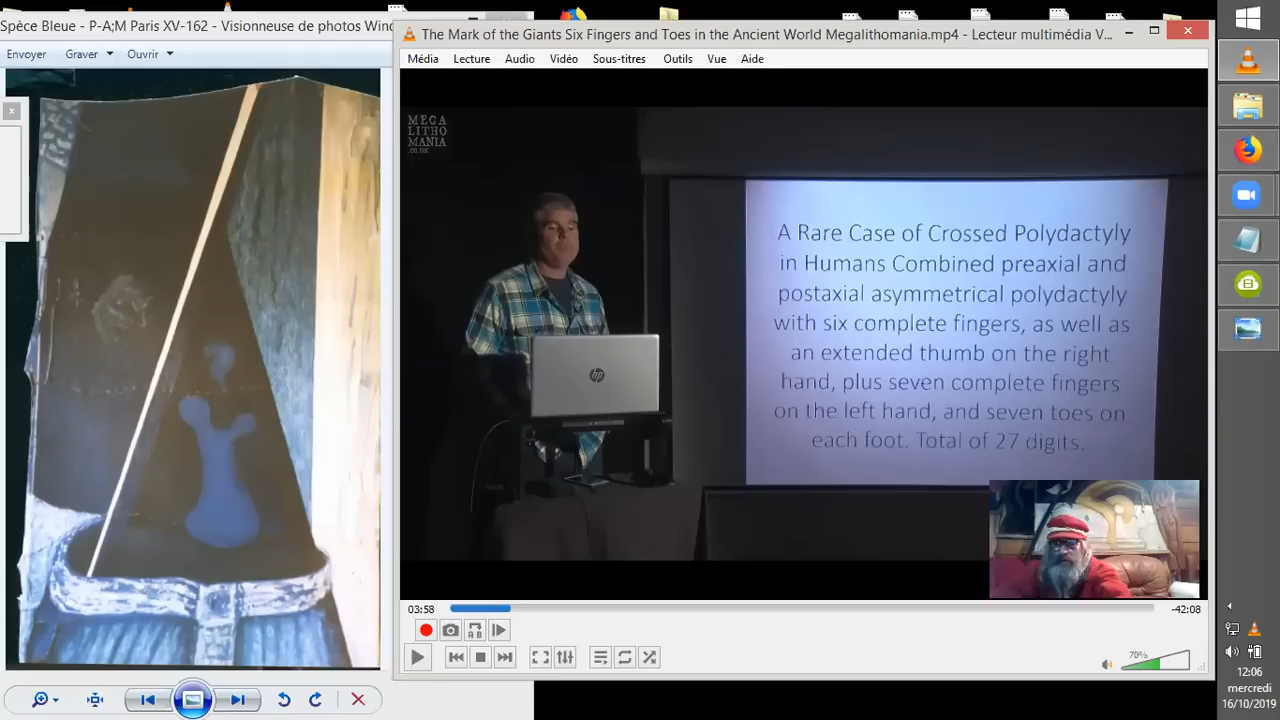 Spèce Bleue - P-A;M Paris XV-162 - Visionneuse de photos Wind
Envoyer Graver Ouvrir
The Mark of the Giants Six Fingers and Toes in the Ancient World Megalithomania.mp4 - Lecteur multimédia V...
Média Lecture Audio Vidéo Sous-titres Outils Vue Aide
MEGA
LITHO
MANIA
.CO.UK
A Rare Case of Crossed Polydactyly
in Humans Combined preaxial and
postaxial asymmetrical polydactyly
with six complete fingers, as well as
an extended thumb on the right
hand, plus seven complete fingers
on the left hand, and seven toes on
each foot. Total of 27 digits.
hp
03:58
-42:08
A B
70%
12:06
mercredi
16/10/2019